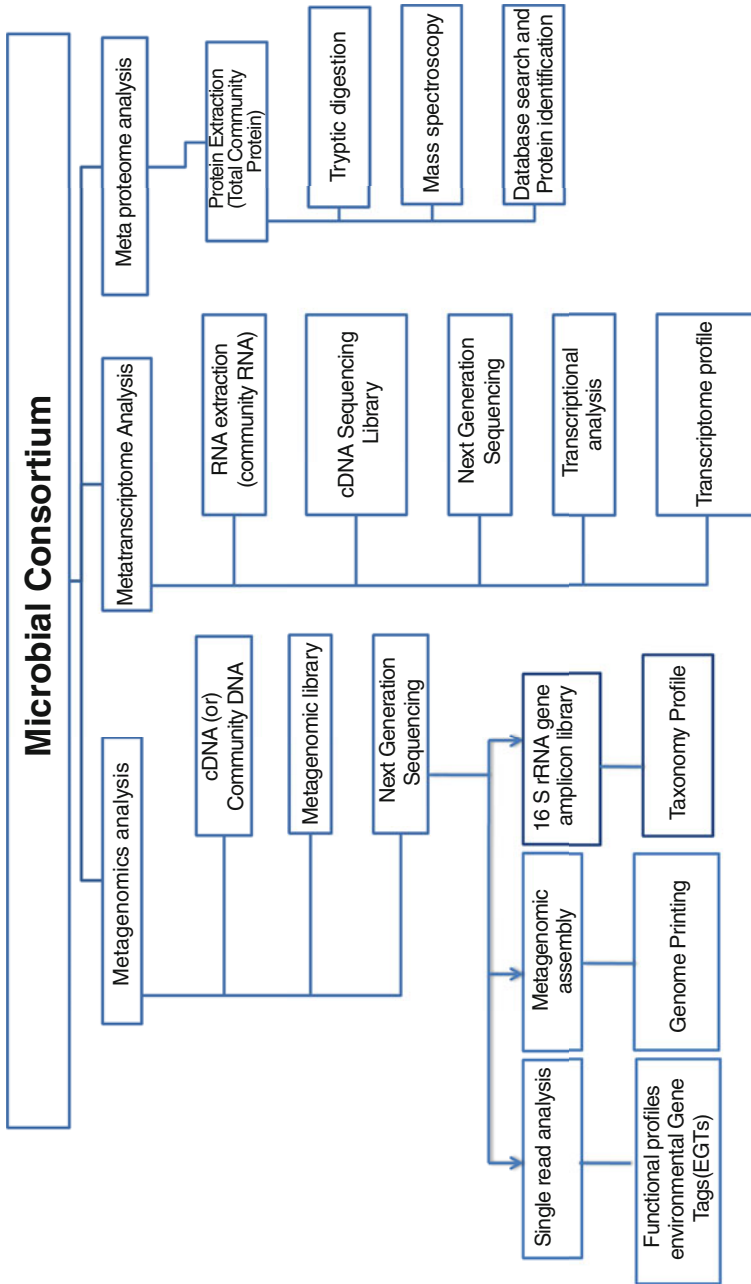 Microbial Consortium
Metagenomics analysis
cDNA (or)
Community DNA
Metagenomic library
Next Generation
Sequencing
Single read analysis
Functional profiles
environmental Gene
Tags(EGTs)
Metagenomic
assembly
Genome Printing
16 S rRNA gene
amplicon library
Taxonomy Profile
Metatranscriptome Analysis
RNA extraction
(community RNA)
cDNA Sequencing
Library
Next Generation
Sequencing
Transcriptional
analysis
Transcriptome profile
Meta proteome analysis
Protein Extraction
(Total Community
Protein)
Tryptic digestion
Mass spectroscopy
Database search and
Protein identification